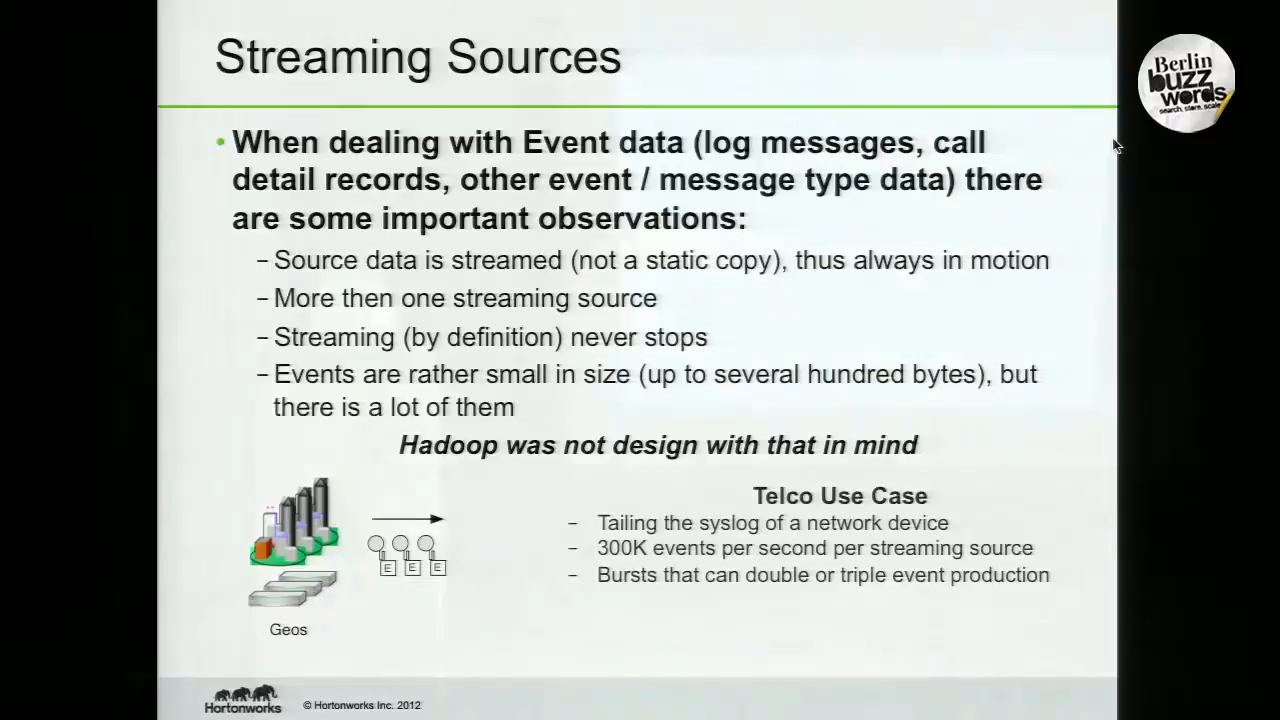 Streaming Sources
Berlin
buzz
words
search. store. scale.
• When dealing with Event data (log messages, call
detail records, other event / message type data) there
are some important observations:
– Source data is streamed (not a static copy), thus always in motion
– More then one streaming source
– Streaming (by definition) never stops
– Events are rather small in size (up to several hundred bytes), but
there is a lot of them
Hadoop was not design with that in mind
Telco Use Case
– Tailing the syslog of a network device
– 300K events per second per streaming source
– Bursts that can double or triple event production
E E E
Geos
Hortonworks
© Hortonworks Inc. 2012